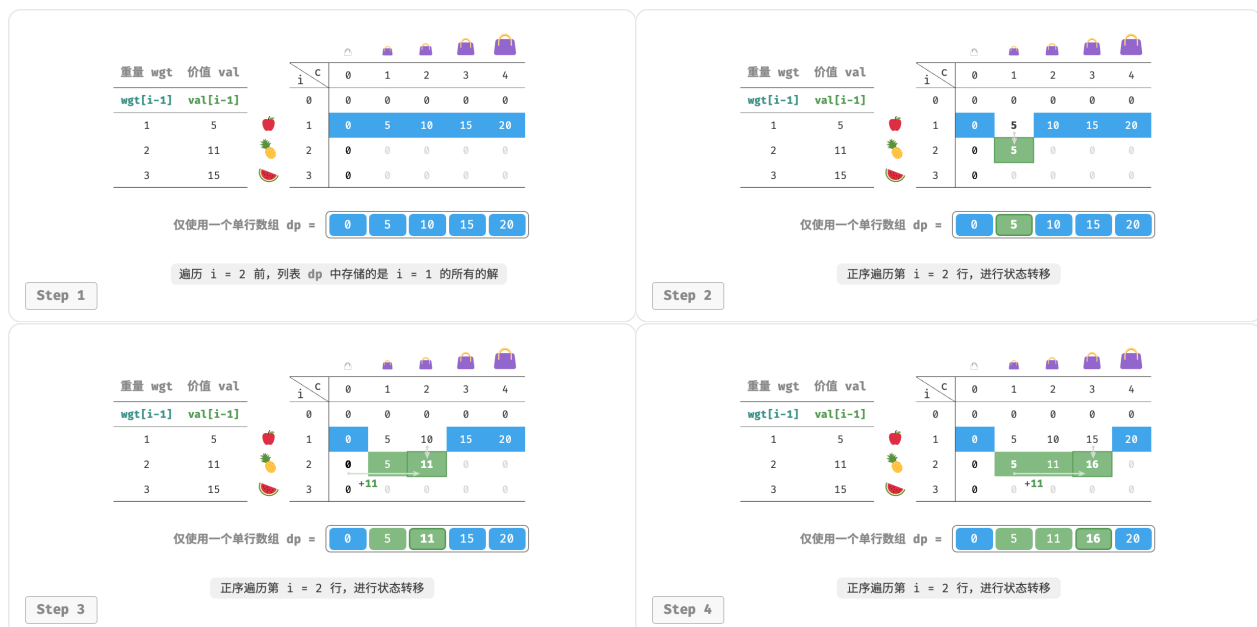 重量 wgt 价值 val
i c 0 1 2 3 4
wgt[i-1] val[i-1] 0 0 0 0 0 0
1 5 1 0 5 10 15 20
2 11 2 0 0 0 0 0
3 15 3 0 0 0 0 0
仅使用一个单行数组 dp = 0 5 10 15 20
遍历 i = 2 前，列表 dp 中存储的是 i = 1 的所有的解
Step 1
重量 wgt 价值 val
i c 0 1 2 3 4
wgt[i-1] val[i-1] 0 0 0 0 0 0
1 5 1 0 5 10 15 20
2 11 2 0 5 0 0 0
3 15 3 0 0 0 0 0
仅使用一个单行数组 dp = 0 5 10 15 20
正序遍历第 i = 2 行，进行状态转移
Step 2
重量 wgt 价值 val
i c 0 1 2 3 4
wgt[i-1] val[i-1] 0 0 0 0 0 0
1 5 1 0 5 10 15 20
2 11 2 0 5 11 0 0
+11
3 15 3 0 0 0 0 0
仅使用一个单行数组 dp = 0 5 11 15 20
正序遍历第 i = 2 行，进行状态转移
Step 3
重量 wgt 价值 val
i c 0 1 2 3 4
wgt[i-1] val[i-1] 0 0 0 0 0 0
1 5 1 0 5 10 15 20
2 11 2 0 5 11 16 0
+11
3 15 3 0 0 0 0 0
仅使用一个单行数组 dp = 0 5 11 16 20
正序遍历第 i = 2 行，进行状态转移
Step 4